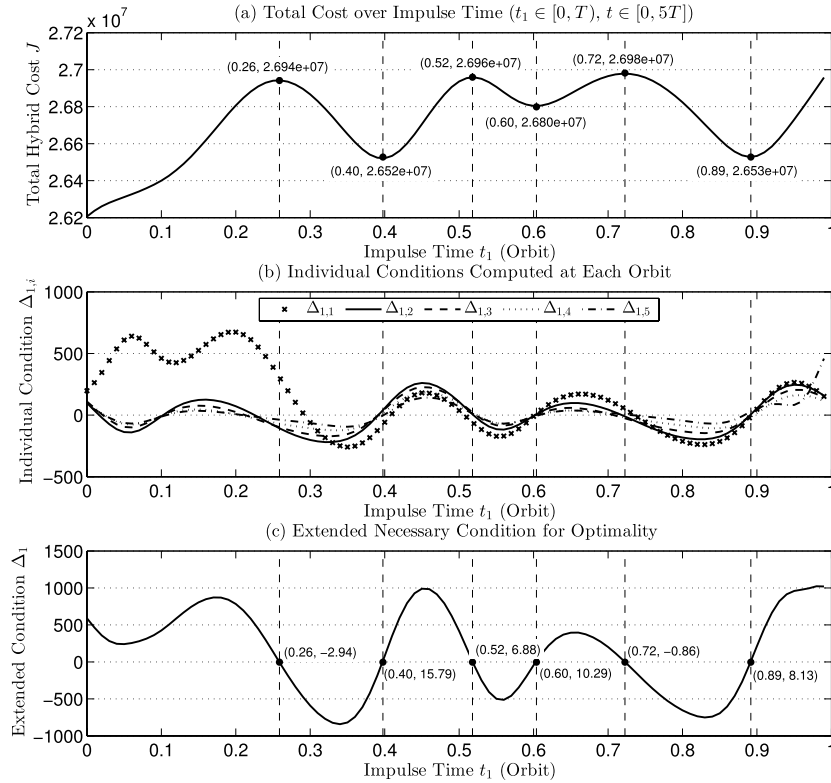 (a) Total Cost over Impulse Time (t₁ ∈ [0, T), t ∈ [0, 5T])
x 10⁷
2.72
2.7
2.68
2.66
2.64
2.62
Total Hybrid Cost J
(0.26, 2.694e+07)
(0.52, 2.696e+07)
(0.72, 2.698e+07)
(0.60, 2.680e+07)
(0.40, 2.652e+07)
(0.89, 2.653e+07)
0 0.1 0.2 0.3 0.4 0.5 0.6 0.7 0.8 0.9 1
Impulse Time t₁ (Orbit)
(b) Individual Conditions Computed at Each Orbit
1000
500
0
−500
Individual Condition Δ₁,ᵢ
Δ₁,₁ Δ₁,₂ Δ₁,₃ Δ₁,₄ Δ₁,₅
0 0.1 0.2 0.3 0.4 0.5 0.6 0.7 0.8 0.9 1
Impulse Time t₁ (Orbit)
(c) Extended Necessary Condition for Optimality
1500
1000
500
0
−500
−1000
Extended Condition Δ₁
(0.26, −2.94)
(0.40, 15.79)
(0.52, 6.88)
(0.60, 10.29)
(0.72, −0.86)
(0.89, 8.13)
0 0.1 0.2 0.3 0.4 0.5 0.6 0.7 0.8 0.9 1
Impulse Time t₁ (Orbit)